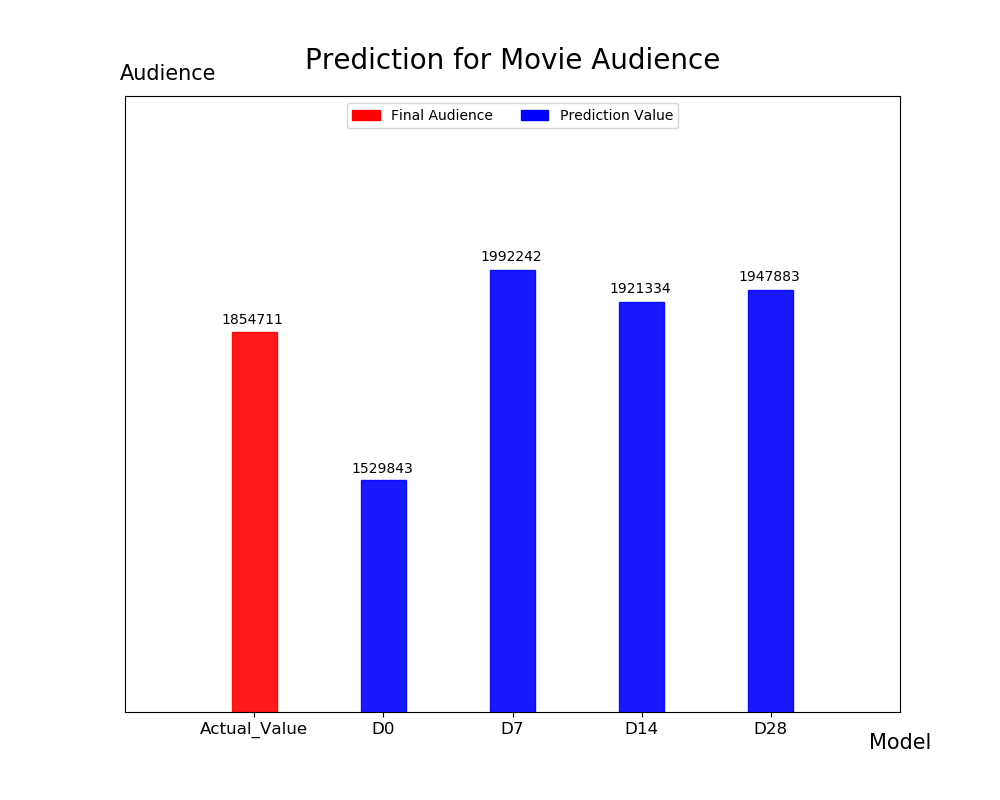 Prediction for Movie Audience
Audience
Final Audience Prediction Value
1992242
1947883
1921334
1854711
1529843
Actual_Value D0 D7 D14 D28
Model